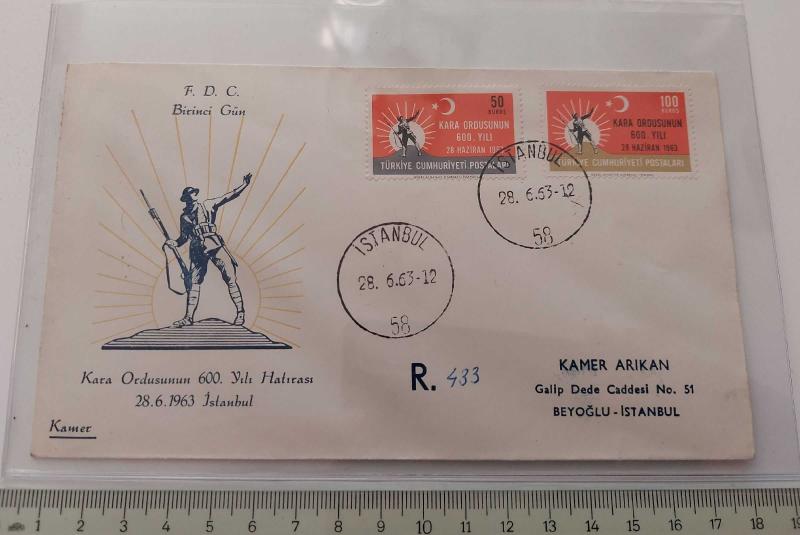 F. D. C.
Birinci Gün
50
KURUŞ
KARA ORDUSUNUN
600. YILI
28 HAZİRAN 1963
TÜRKİYE CUMHURİYETİ POSTALARI
100
KURUŞ
KARA ORDUSUNUN
600. YILI
28 HAZİRAN 1963
TÜRKİYE CUMHURİYETİ POSTALARI
İSTANBUL
28. 6.63-12
58
İSTANBUL
28. 6.63-12
58
Kara Ordusunun 600. Yılı Hatırası
28.6.1963 İstanbul
Kamer
R. 433
KAMER ARIKAN
Galip Dede Caddesi No. 51
BEYOĞLU - İSTANBUL
1 2 3 4 5 6 7 8 9 10 11 12 13 14 15 16 17 18 19